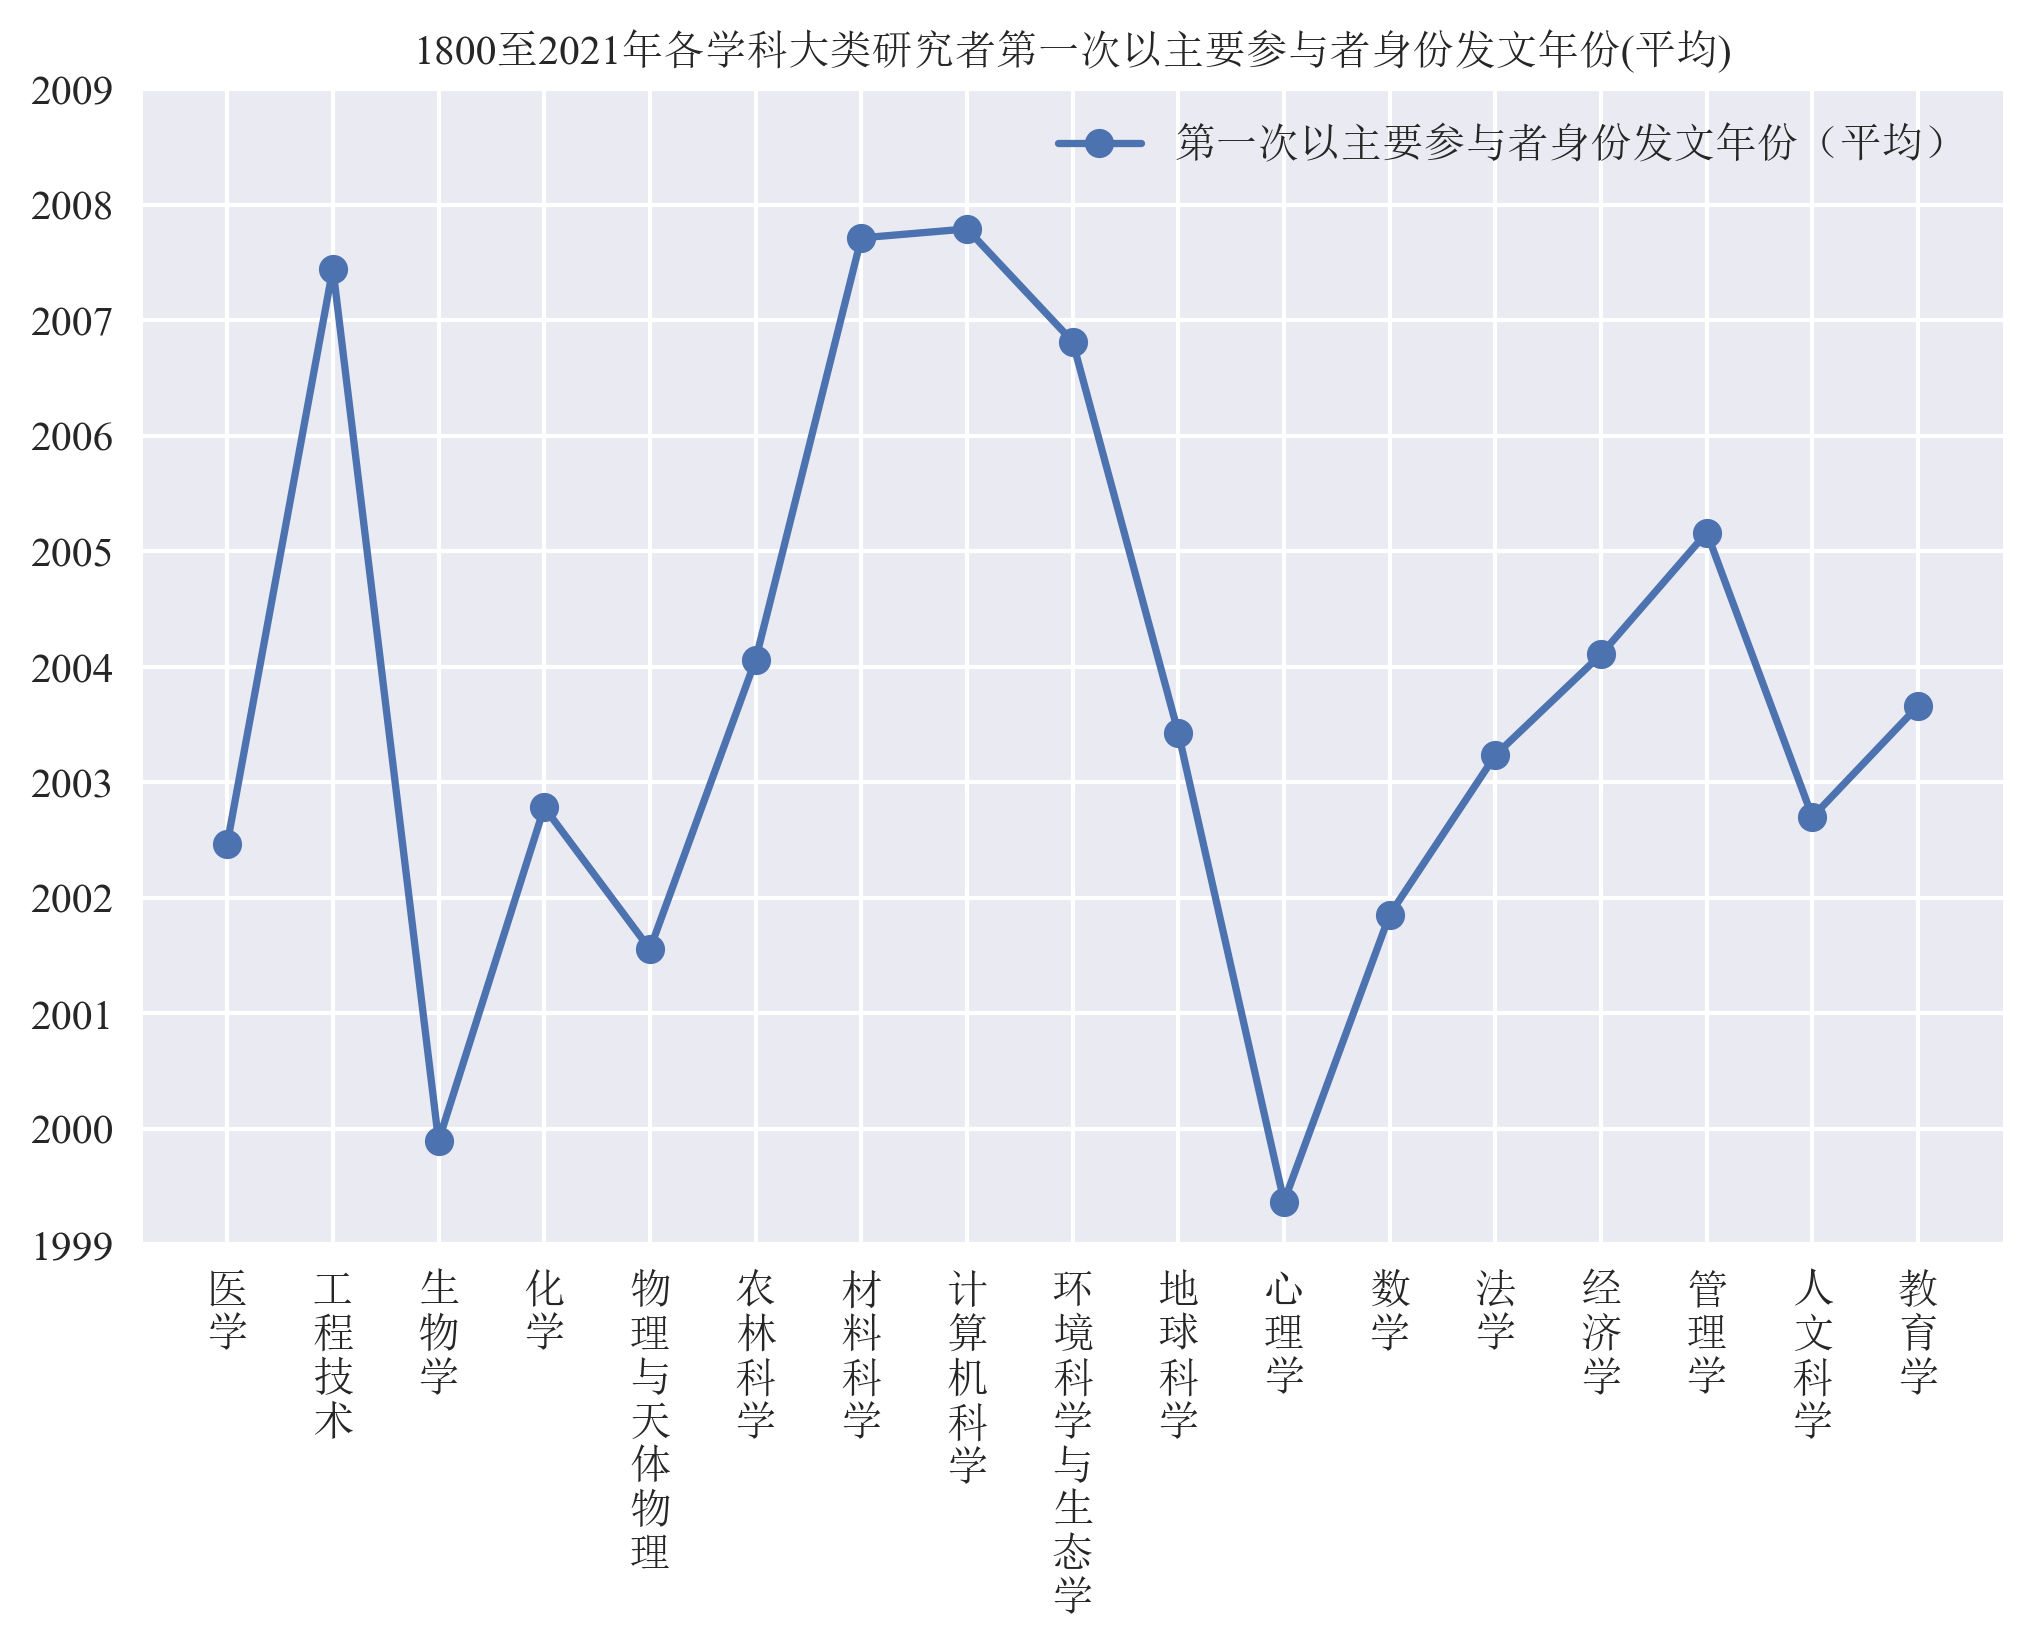 1800至2021年各学科大类研究者第一次以主要参与者身份发文年份(平均)
第一次以主要参与者身份发文年份（平均）
2009
2008
2007
2006
2005
2004
2003
2002
2001
2000
1999
医学
工程技术
生物学
化学
物理与天体物理
农林科学
材料科学
计算机科学
环境科学与生态学
地球科学
心理学
数学
法学
经济学
管理学
人文科学
教育学